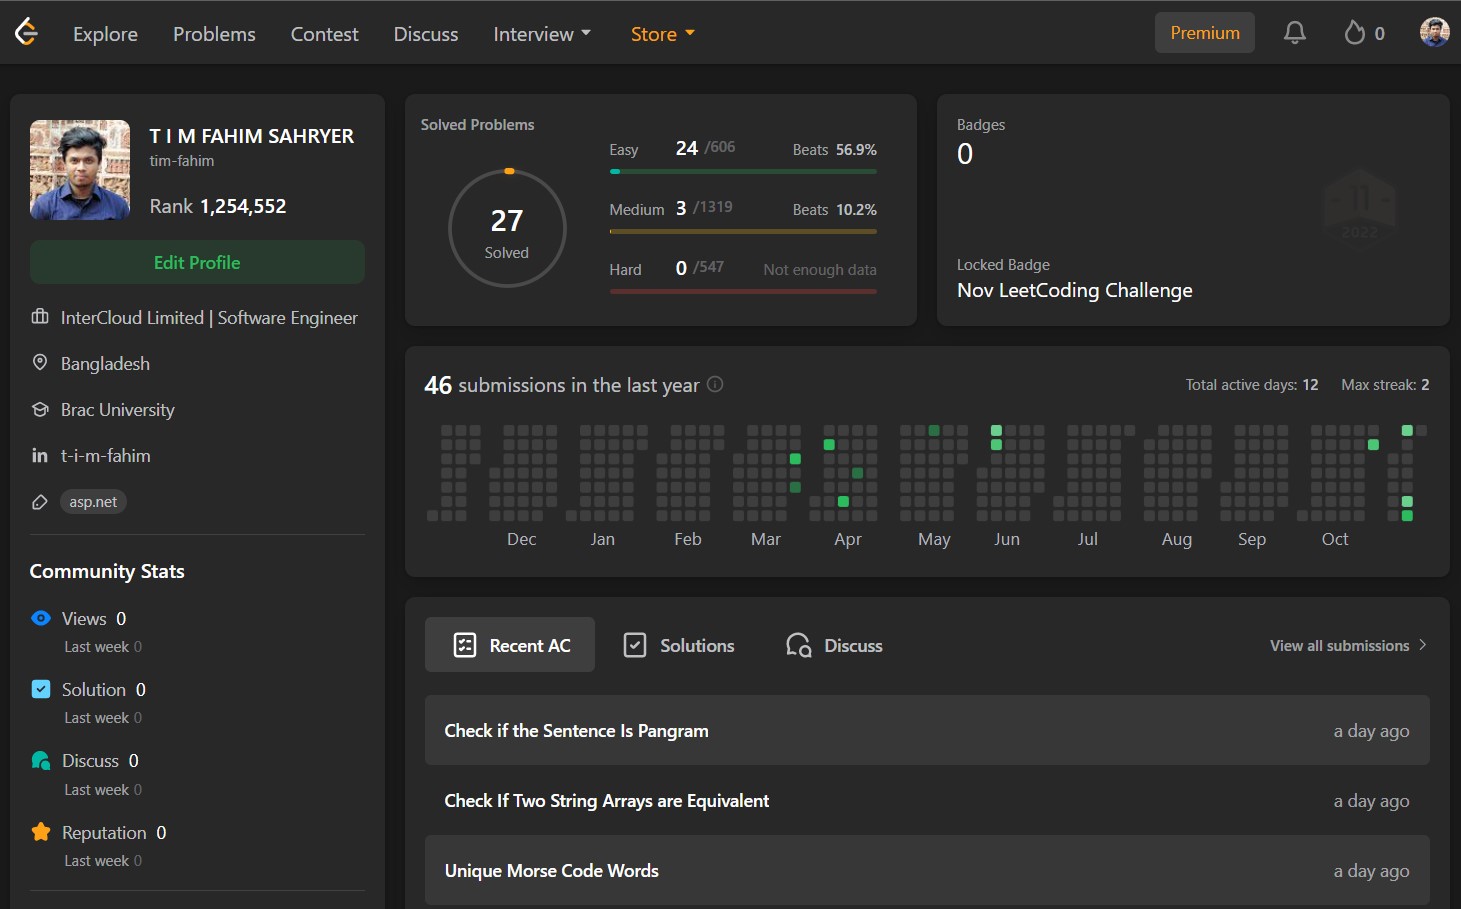 Explore Problems Contest Discuss Interview Store Premium 0
T I M FAHIM SAHRYER
tim-fahim
Rank 1,254,552
Edit Profile
InterCloud Limited | Software Engineer
Bangladesh
Brac University
in t-i-m-fahim
asp.net
Community Stats
Views 0
Last week 0
Solution 0
Last week 0
Discuss 0
Last week 0
Reputation 0
Last week 0
Solved Problems
27
Solved
Easy 24 /606 Beats 56.9%
Medium 3 /1319 Beats 10.2%
Hard 0 /547 Not enough data
Badges
0
11
2022
Locked Badge
Nov LeetCoding Challenge
46 submissions in the last year Total active days: 12 Max streak: 2
Dec Jan Feb Mar Apr May Jun Jul Aug Sep Oct
Recent AC Solutions Discuss View all submissions >
Check if the Sentence Is Pangram a day ago
Check If Two String Arrays are Equivalent a day ago
Unique Morse Code Words a day ago